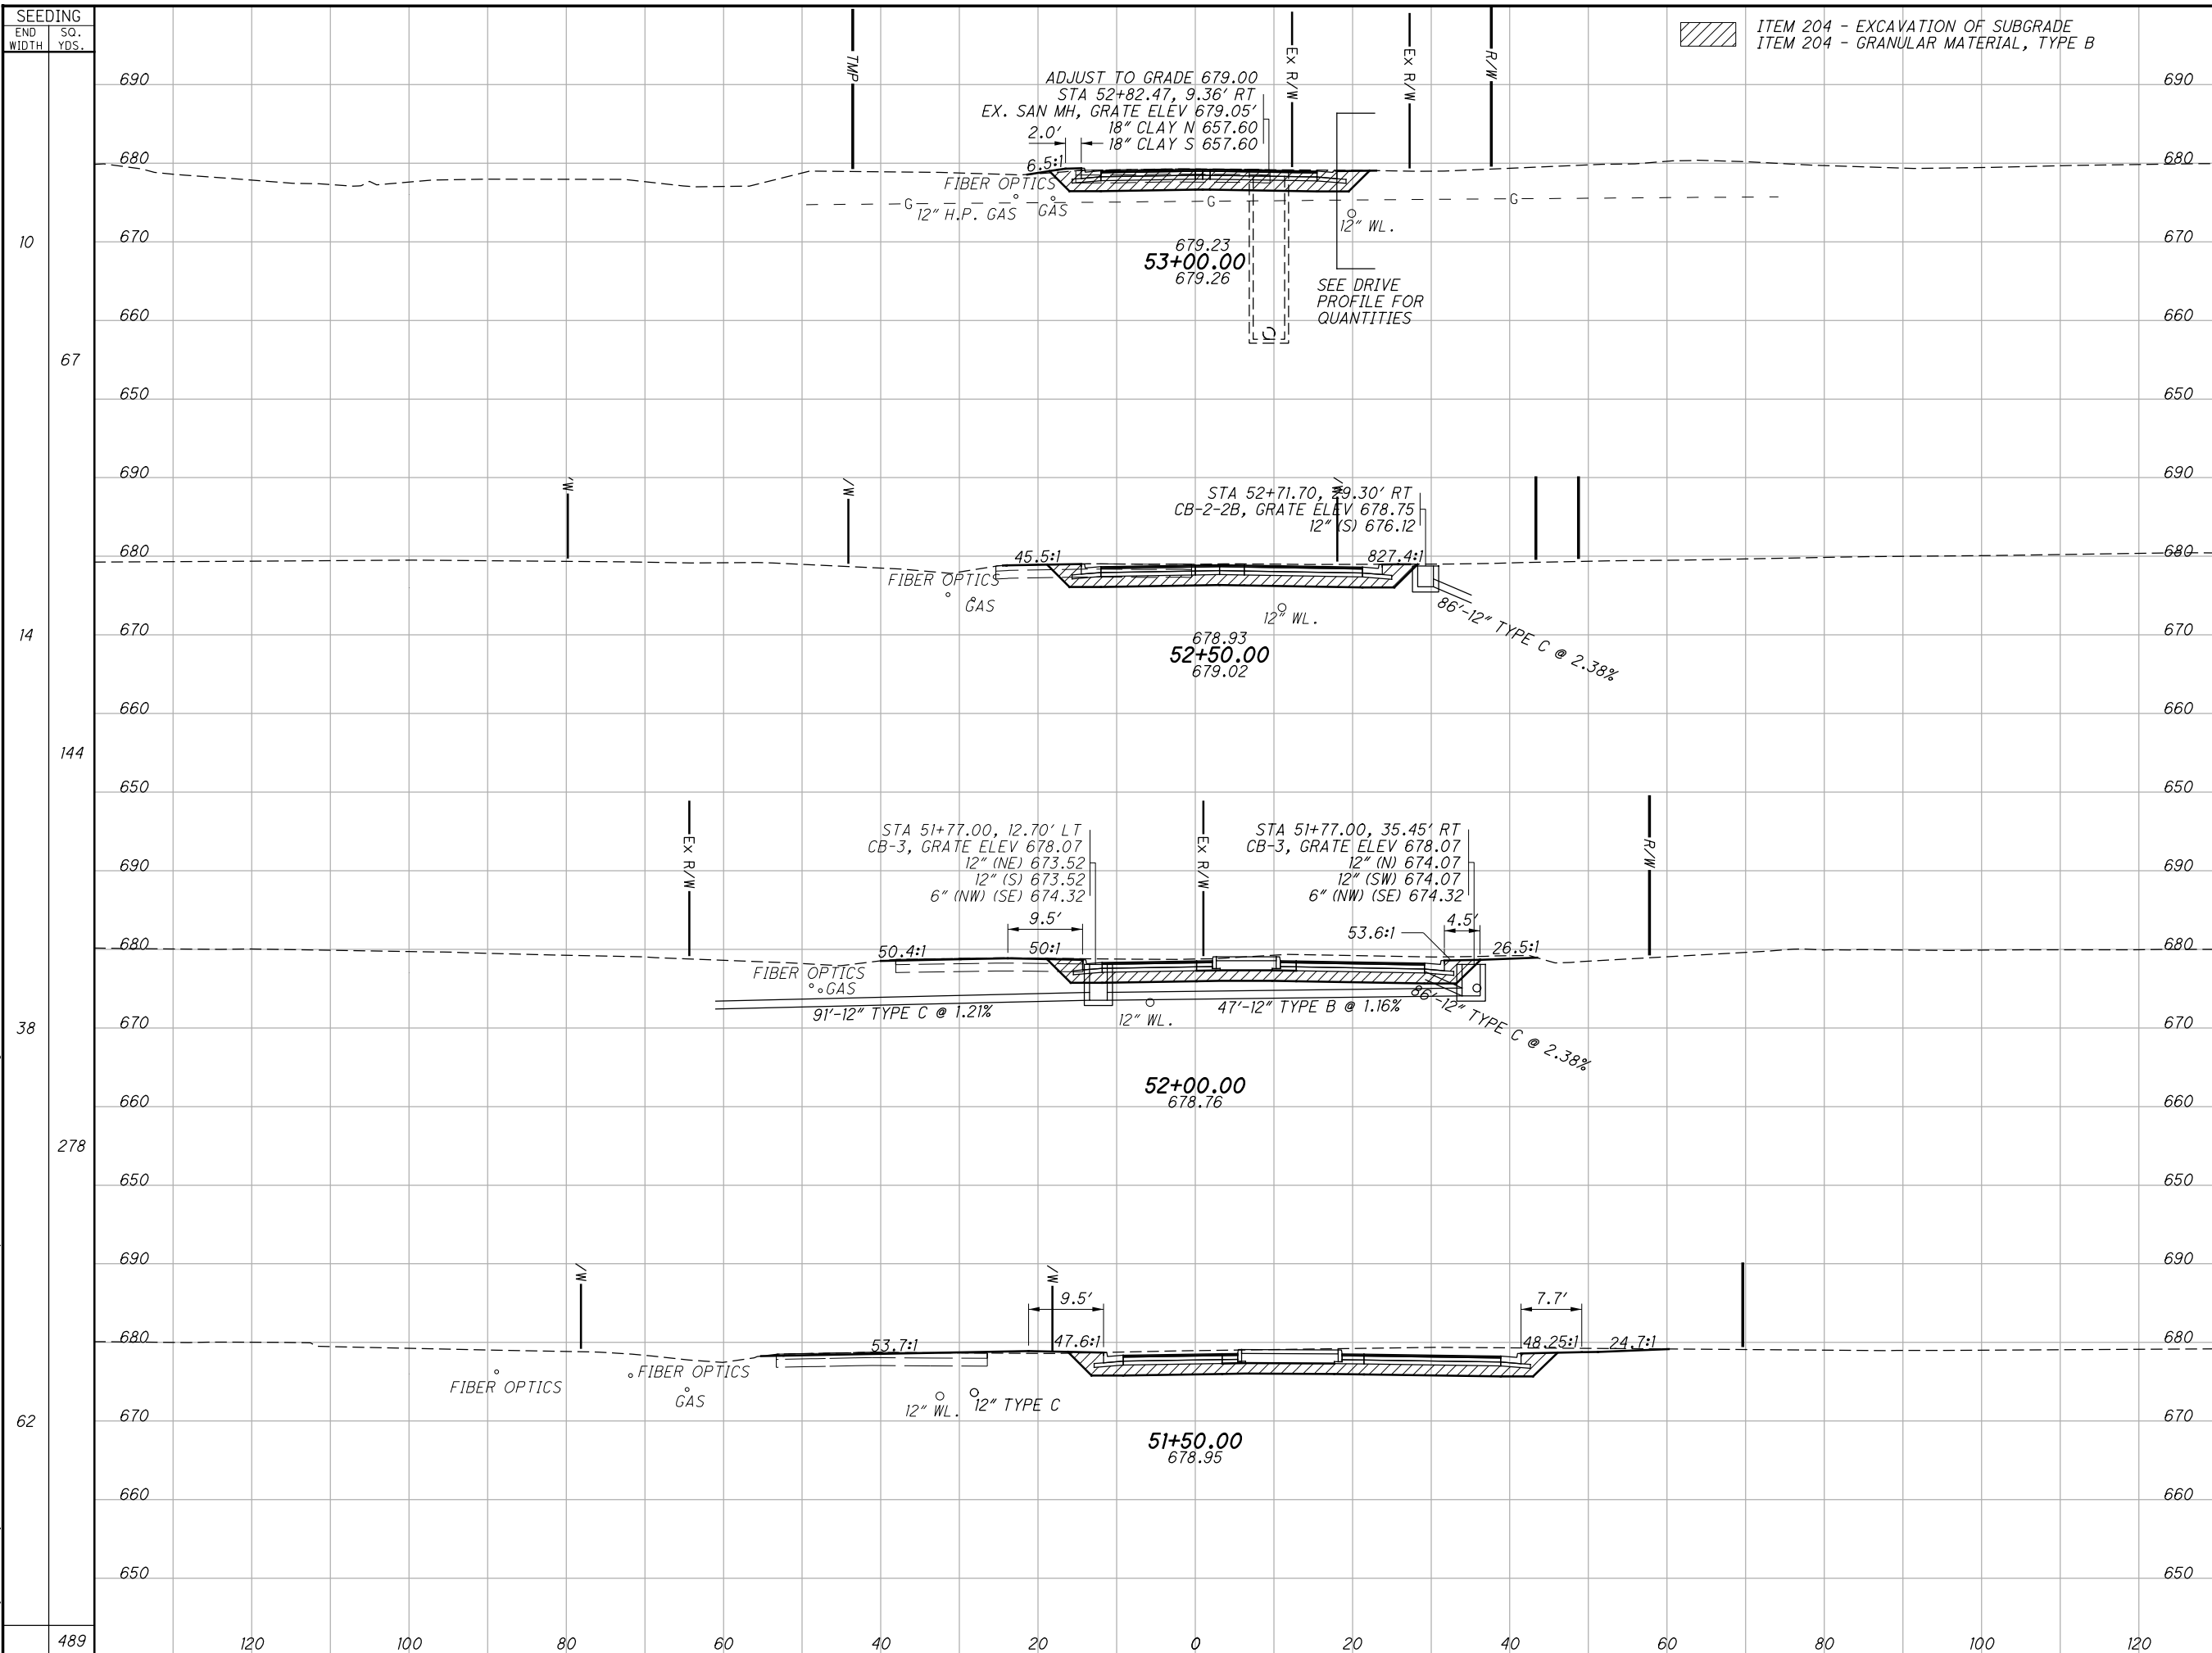 SEEDING
END WIDTH
SQ. YDS.
ITEM 204 - EXCAVATION OF SUBGRADE
ITEM 204 - GRANULAR MATERIAL, TYPE B
TMP
Ex R/W
Ex R/W
R/W
690
690
ADJUST TO GRADE 679.00
STA 52+82.47, 9.36' RT
EX. SAN MH, GRATE ELEV 679.05'
18" CLAY N 657.60
18" CLAY S 657.60
2.0'
6.5:1
680
680
FIBER OPTICS
G
12" H.P. GAS
GAS
G
G
12" WL.
10
670
670
679.23
53+00.00
679.26
SEE DRIVE
PROFILE FOR
QUANTITIES
660
660
67
650
650
690
690
/W
/W
/W
STA 52+71.70, 29.30' RT
CB-2-2B, GRATE ELEV 678.75
12" (S) 676.12
680
680
45.5:1
827.4:1
FIBER OPTICS
GAS
12" WL.
86'-12" TYPE C @ 2.38%
14
670
670
678.93
52+50.00
679.02
660
660
144
650
650
Ex R/W
Ex R/W
R/W
STA 51+77.00, 12.70' LT
CB-3, GRATE ELEV 678.07
12" (NE) 673.52
12" (S) 673.52
6" (NW) (SE) 674.32
STA 51+77.00, 35.45' RT
CB-3, GRATE ELEV 678.07
12" (N) 674.07
12" (SW) 674.07
6" (NW) (SE) 674.32
690
690
9.5'
4.5'
53.6:1
680
680
50.4:1
50:1
26.5:1
FIBER OPTICS
GAS
91'-12" TYPE C @ 1.21%
12" WL.
47'-12" TYPE B @ 1.16%
86'-12" TYPE C @ 2.38%
38
670
670
52+00.00
678.76
660
660
278
650
650
690
690
/W
/W
9.5'
7.7'
680
680
53.7:1
47.6:1
48.25:1
24.7:1
FIBER OPTICS
FIBER OPTICS
GAS
12" WL.
12" TYPE C
62
670
670
51+50.00
678.95
660
660
650
650
489
120
100
80
60
40
20
0
20
40
60
80
100
120